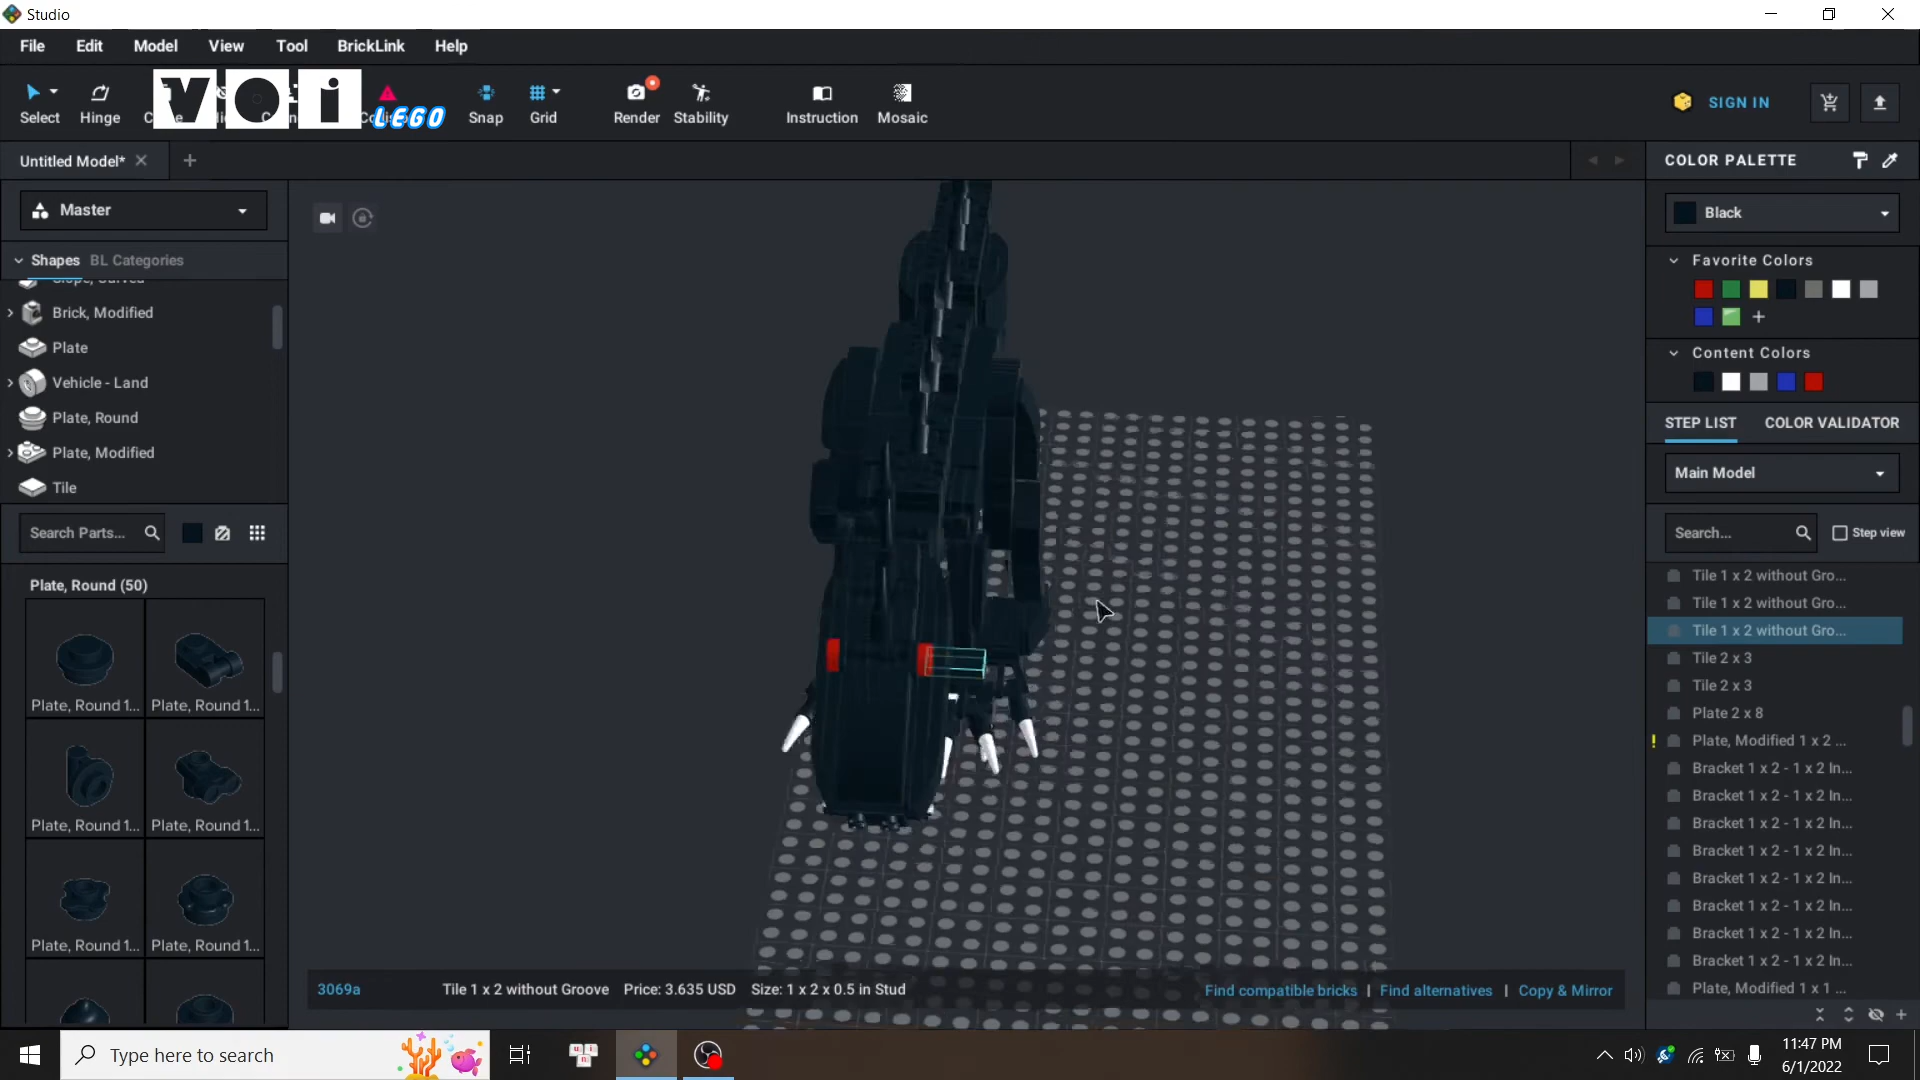 Studio
File Edit Model View Tool BrickLink Help
Select Hinge Snap Grid Render Stability Instruction Mosaic SIGN IN
VOi LEGO
Untitled Model*
COLOR PALETTE
Master
Black
Shapes BL Categories
Favorite Colors
Slope, Curved
Brick, Modified
Plate
Vehicle - Land
Plate, Round
Plate, Modified
Tile
Content Colors
STEP LIST COLOR VALIDATOR
Main Model
Search Parts...
Search... Step view
Plate, Round (50)
Plate, Round 1... Plate, Round 1...
Plate, Round 1... Plate, Round 1...
Plate, Round 1... Plate, Round 1...
Tile 1 x 2 without Gro...
Tile 1 x 2 without Gro...
Tile 1 x 2 without Gro...
Tile 2 x 3
Tile 2 x 3
Plate 2 x 8
! Plate, Modified 1 x 2 ...
Bracket 1 x 2 - 1 x 2 In...
Bracket 1 x 2 - 1 x 2 In...
Bracket 1 x 2 - 1 x 2 In...
Bracket 1 x 2 - 1 x 2 In...
Bracket 1 x 2 - 1 x 2 In...
Bracket 1 x 2 - 1 x 2 In...
Bracket 1 x 2 - 1 x 2 In...
Bracket 1 x 2 - 1 x 2 In...
Plate, Modified 1 x 1 ...
3069a Tile 1 x 2 without Groove Price: 3.635 USD Size: 1 x 2 x 0.5 in Stud Find compatible bricks | Find alternatives | Copy & Mirror
Type here to search
11:47 PM
6/1/2022